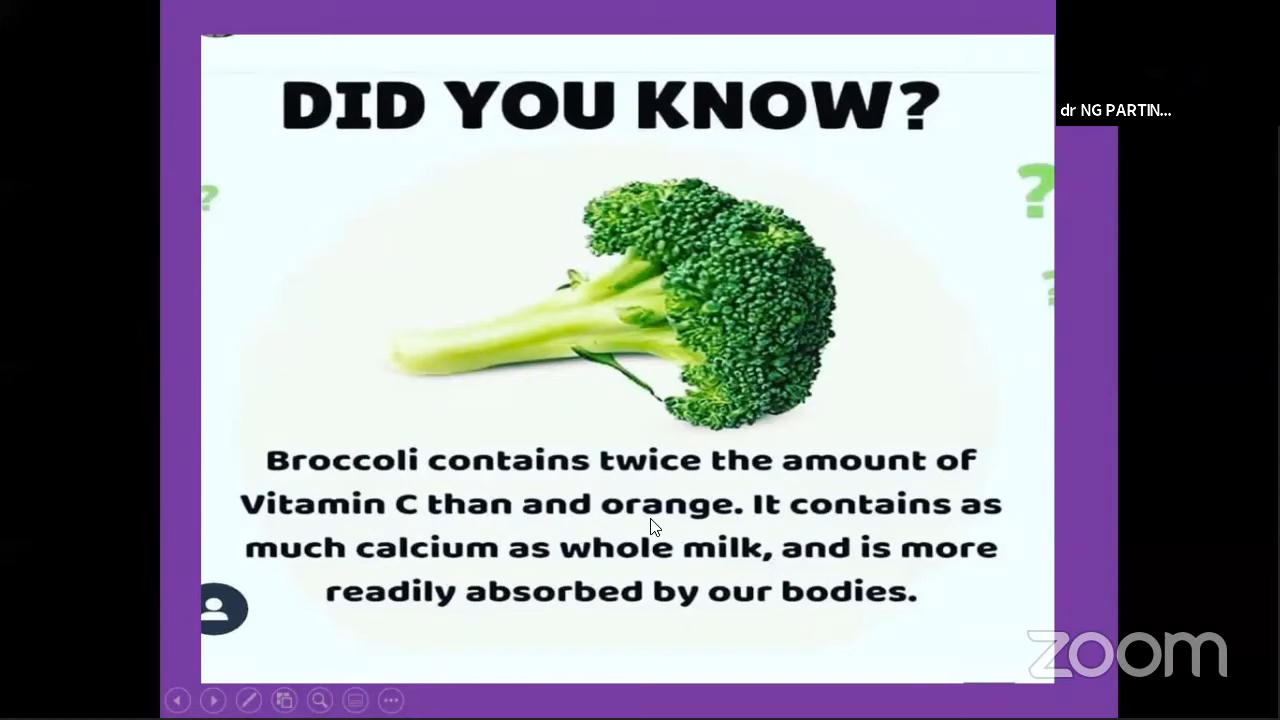 DID YOU KNOW?
dr NG PARTIN...
?
?
?
Broccoli contains twice the amount of
Vitamin C than and orange. It contains as
much calcium as whole milk, and is more
readily absorbed by our bodies.
zoom